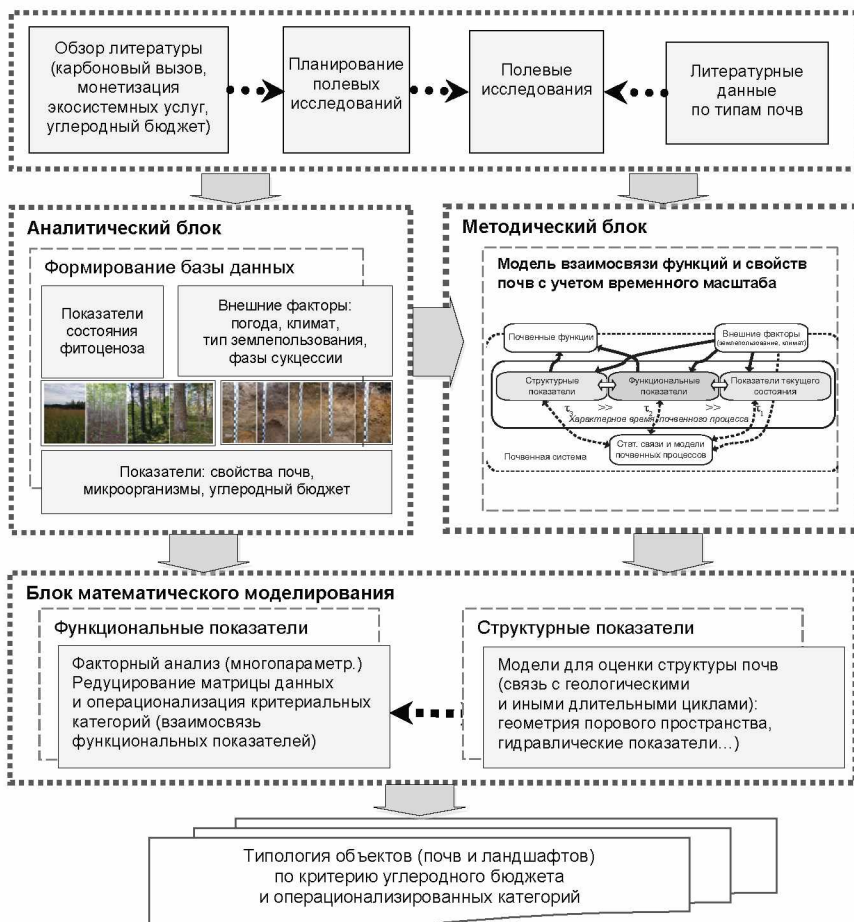 Обзор литературы
(карбоновый вызов,
монетизация
экосистемных услуг,
углеродный бюджет)
Планирование
полевых
исследований
Полевые
исследования
Литературные
данные
по типам почв
Аналитический блок
Формирование базы данных
Показатели
состояния
фитоценоза
Внешние факторы:
погода, климат,
тип землепользования,
фазы сукцессии
Показатели: свойства почв,
микроорганизмы, углеродный бюджет
Методический блок
Модель взаимосвязи функций и свойств
почв с учетом временного масштаба
Почвенные функции
Внешние факторы
(землепользование, климат)
Структурные
показатели
Функциональные
показатели
Показатели текущего
состояния
τ₃ >> τ₂ >> τ₁
Характерное время почвенного процесса
Стат. связи и модели
почвенных процессов
Почвенная система
Блок математического моделирования
Функциональные показатели
Факторный анализ (многопараметр.)
Редуцирование матрицы данных
и операционализация критериальных
категорий (взаимосвязь
функциональных показателей)
Структурные показатели
Модели для оценки структуры почв
(связь с геологическими
и иными длительными циклами):
геометрия порового пространства,
гидравлические показатели…)
Типология объектов (почв и ландшафтов)
по критерию углеродного бюджета
и операционализированных категорий